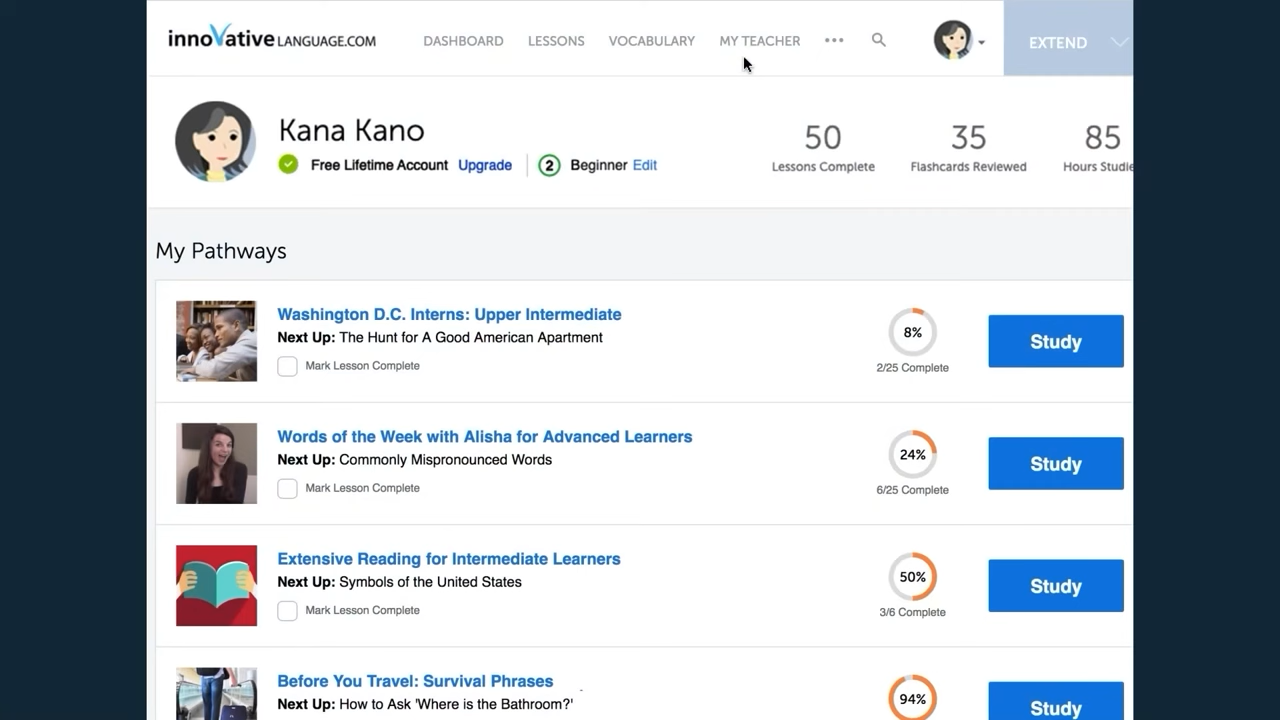 innovative LANGUAGE.COM DASHBOARD LESSONS VOCABULARY MY TEACHER ••• EXTEND
Kana Kano
Free Lifetime Account Upgrade 2 Beginner Edit
50 35 85
Lessons Complete Flashcards Reviewed Hours Studie
My Pathways
Washington D.C. Interns: Upper Intermediate
Next Up: The Hunt for A Good American Apartment
Mark Lesson Complete
8%
2/25 Complete
Study
Words of the Week with Alisha for Advanced Learners
Next Up: Commonly Mispronounced Words
Mark Lesson Complete
24%
6/25 Complete
Study
Extensive Reading for Intermediate Learners
Next Up: Symbols of the United States
Mark Lesson Complete
50%
3/6 Complete
Study
Before You Travel: Survival Phrases
Next Up: How to Ask 'Where is the Bathroom?'
94%
Study